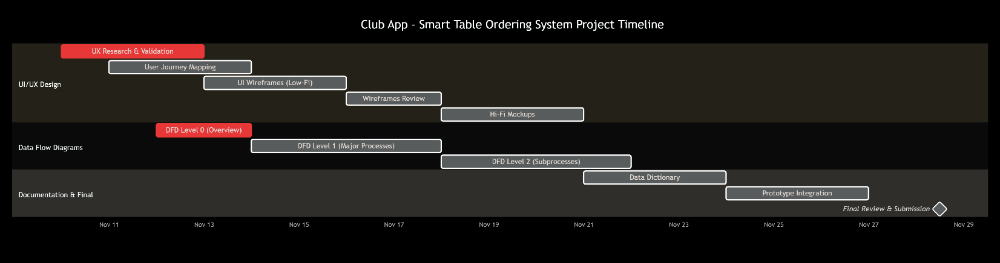 Club App - Smart Table Ordering System Project Timeline
UI/UX Design
UX Research & Validation
User Journey Mapping
UI Wireframes (Low-Fi)
Wireframes Review
Hi-Fi Mockups
Data Flow Diagrams
DFD Level 0 (Overview)
DFD Level 1 (Major Processes)
DFD Level 2 (Subprocesses)
Documentation & Final
Data Dictionary
Prototype Integration
Final Review & Submission
Nov 11 Nov 13 Nov 15 Nov 17 Nov 19 Nov 21 Nov 23 Nov 25 Nov 27 Nov 29